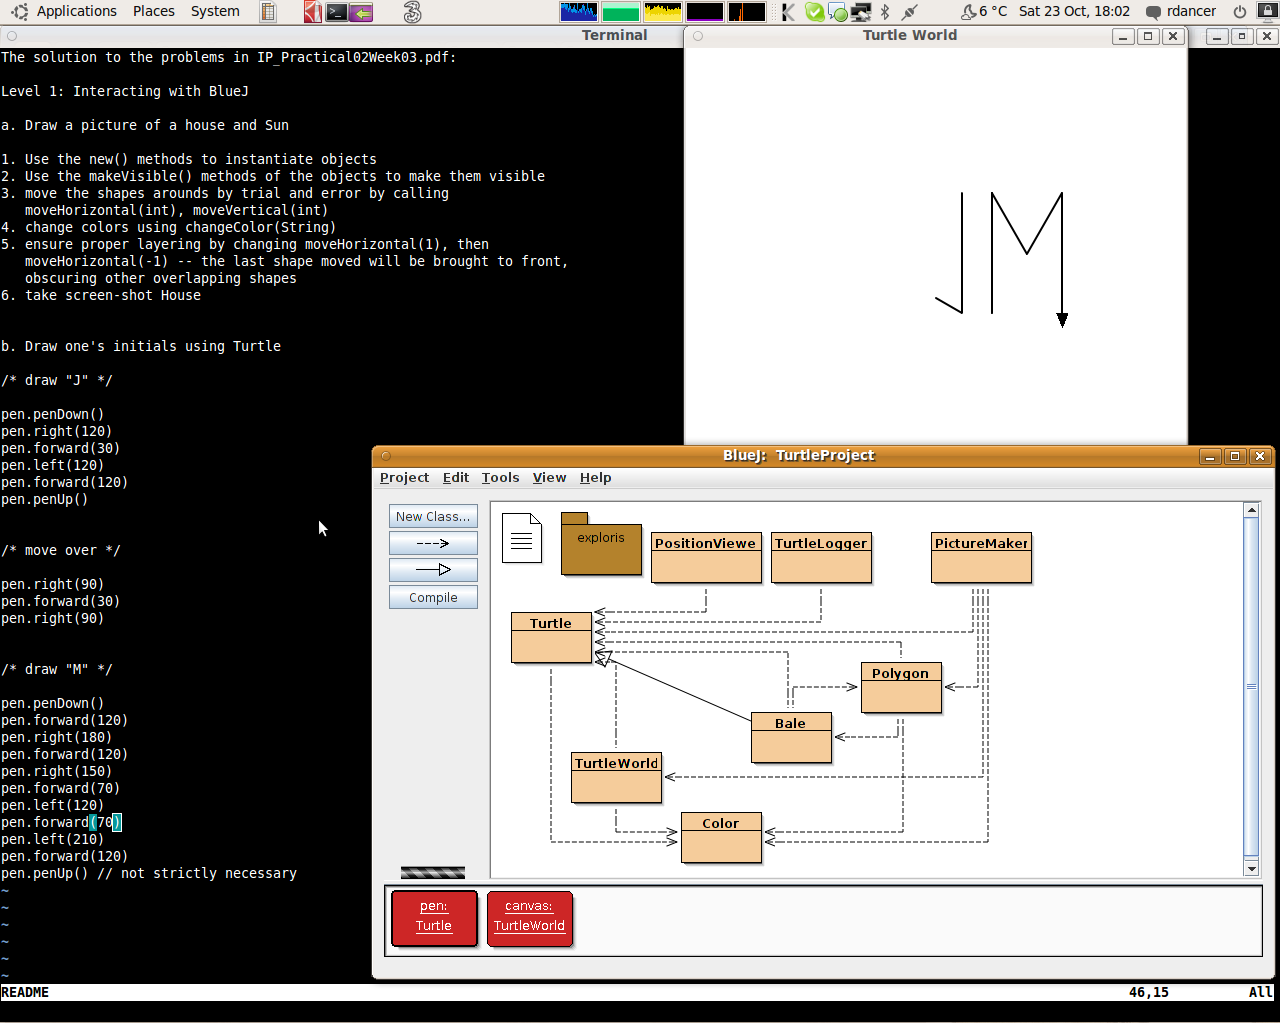 Applications Places System
6 °C Sat 23 Oct, 18:02 rdancer
Terminal
The solution to the problems in IP_Practical02Week03.pdf:
Level 1: Interacting with BlueJ
a. Draw a picture of a house and Sun
1. Use the new() methods to instantiate objects
2. Use the makeVisible() methods of the objects to make them visible
3. move the shapes arounds by trial and error by calling
moveHorizontal(int), moveVertical(int)
4. change colors using changeColor(String)
5. ensure proper layering by changing moveHorizontal(1), then
moveHorizontal(-1) -- the last shape moved will be brought to front,
obscuring other overlapping shapes
6. take screen-shot House
b. Draw one's initials using Turtle
/* draw "J" */
pen.penDown()
pen.right(120)
pen.forward(30)
pen.left(120)
pen.forward(120)
pen.penUp()
/* move over */
pen.right(90)
pen.forward(30)
pen.right(90)
/* draw "M" */
pen.penDown()
pen.forward(120)
pen.right(180)
pen.forward(120)
pen.right(150)
pen.forward(70)
pen.left(120)
pen.forward(70)
pen.left(210)
pen.forward(120)
pen.penUp() // not strictly necessary
~
~
~
~
~
~
README 46,15 All
Turtle World
JM
BlueJ: TurtleProject
Project Edit Tools View Help
New Class...
Compile
exploris
PositionViewe
TurtleLogger
PictureMaker
Turtle
Polygon
Bale
TurtleWorld
Color
pen:
Turtle
canvas:
TurtleWorld